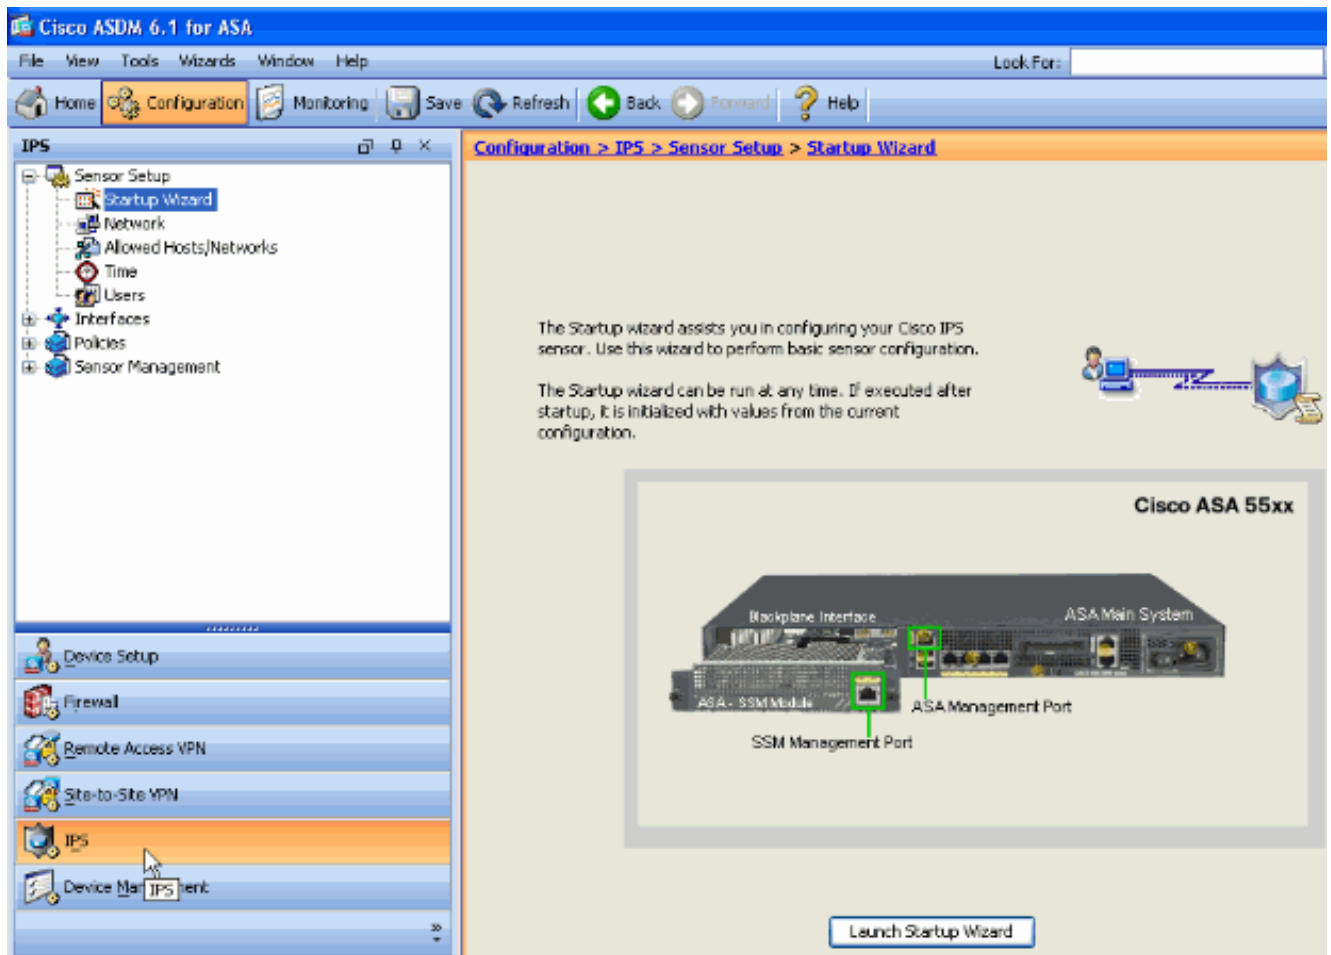 Cisco ASDM 6.1 for ASA
File View Tools Wizards Window Help Look For:
Home Configuration Monitoring Save Refresh Back Forward Help
IPS
Configuration > IPS > Sensor Setup > Startup Wizard
Sensor Setup
Startup Wizard
Network
Allowed Hosts/Networks
Time
Users
Interfaces
Policies
Sensor Management
The Startup wizard assists you in configuring your Cisco IPS
sensor. Use this wizard to perform basic sensor configuration.
The Startup wizard can be run at any time. If executed after
startup, it is initialized with values from the current
configuration.
Cisco ASA 55xx
Blackplane Interface
ASA Main System
ASA - SSM Module
ASA Management Port
SSM Management Port
Device Setup
Firewall
Remote Access VPN
Site-to-Site VPN
IPS
Device Man ment
IPS
Launch Startup Wizard